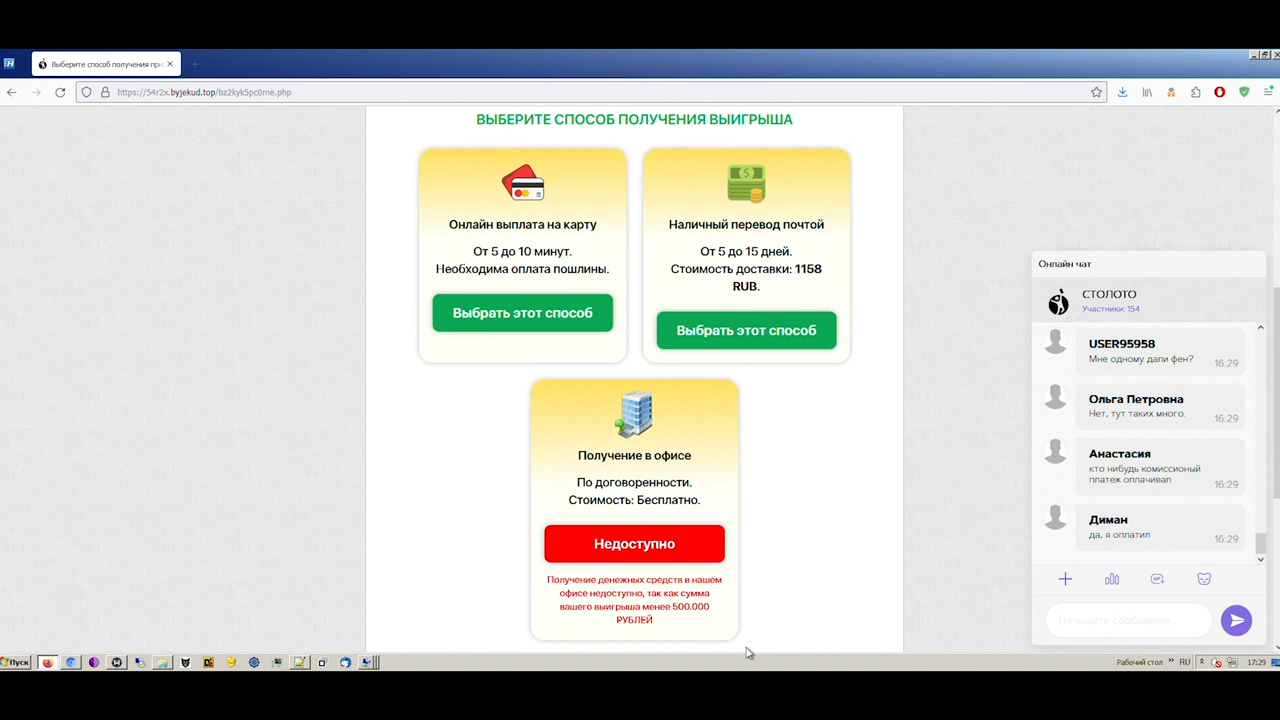 Выберите способ получения при
https://54r2x.byjekud.top/bz2kyk5pc0me.php
ВЫБЕРИТЕ СПОСОБ ПОЛУЧЕНИЯ ВЫИГРЫША
Онлайн выплата на карту
От 5 до 10 минут.
Необходима оплата пошлины.
Выбрать этот способ
Наличный перевод почтой
От 5 до 15 дней.
Стоимость доставки: 1158
RUB.
Выбрать этот способ
Получение в офисе
По договоренности.
Стоимость: Бесплатно.
Недоступно
Получение денежных средств в нашем
офисе недоступно, так как сумма
вашего выигрыша менее 500.000
РУБЛЕЙ
Онлайн чат
СТОЛОТО
Участники: 154
USER95958
Мне одному дали фен?
16:29
Ольга Петровна
Нет, тут таких много.
16:29
Анастасия
кто нибудь комиссионый
платеж оплачивал
16:29
Диман
да, я оплатил
16:29
Напишите сообщение...
Пуск
Рабочий стол
RU
17:29